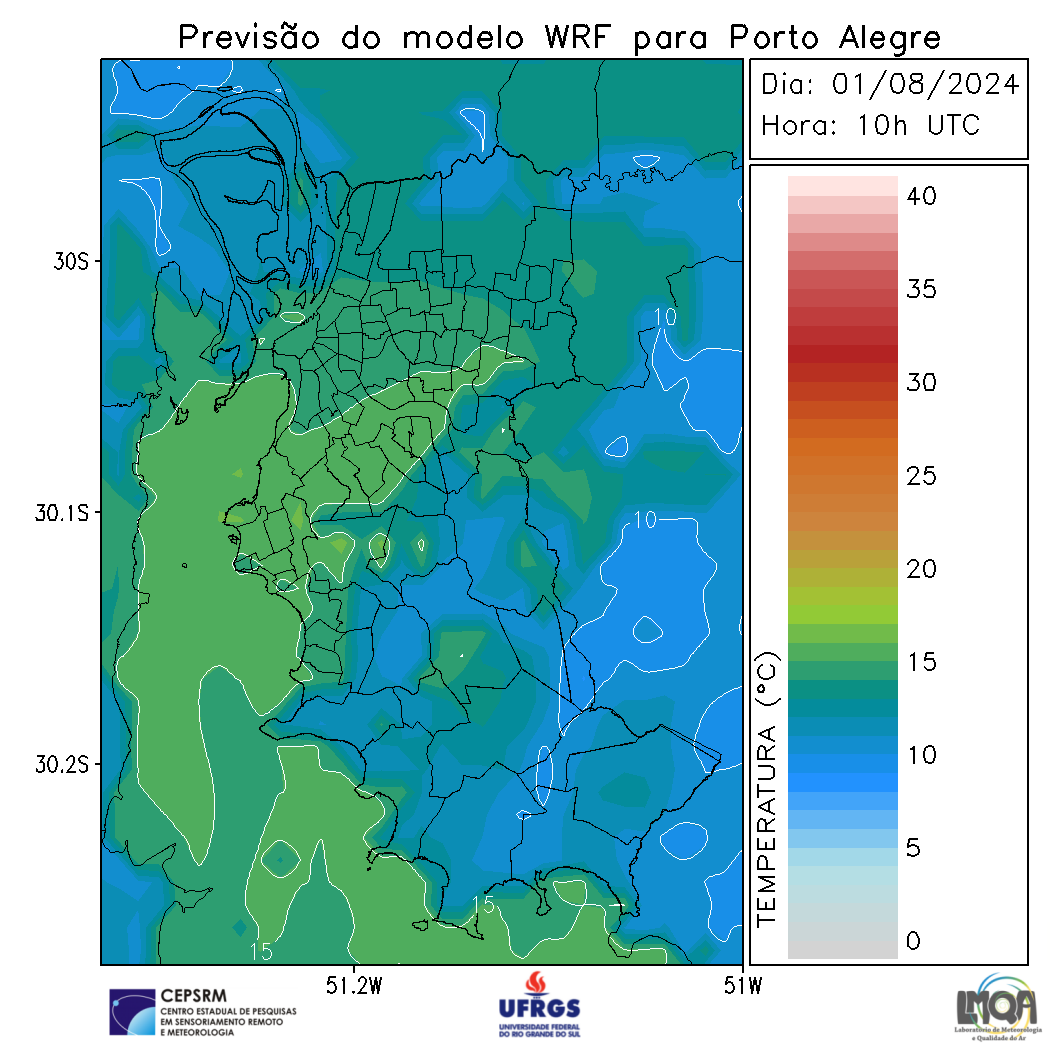 Previsão do modelo WRF para Porto Alegre
Dia: 01/08/2024
Hora: 10h UTC
40
35
30
25
20
15
10
5
0
TEMPERATURA (°C)
30S
30.1S
30.2S
51.2W
51W
10
10
15
15
CEPSRM
CENTRO ESTADUAL DE PESQUISAS
EM SENSORIAMENTO REMOTO
E METEOROLOGIA
UFRGS
UNIVERSIDADE FEDERAL
DO RIO GRANDE DO SUL
LMQA
Laboratório de Meteorologia
e Qualidade do Ar